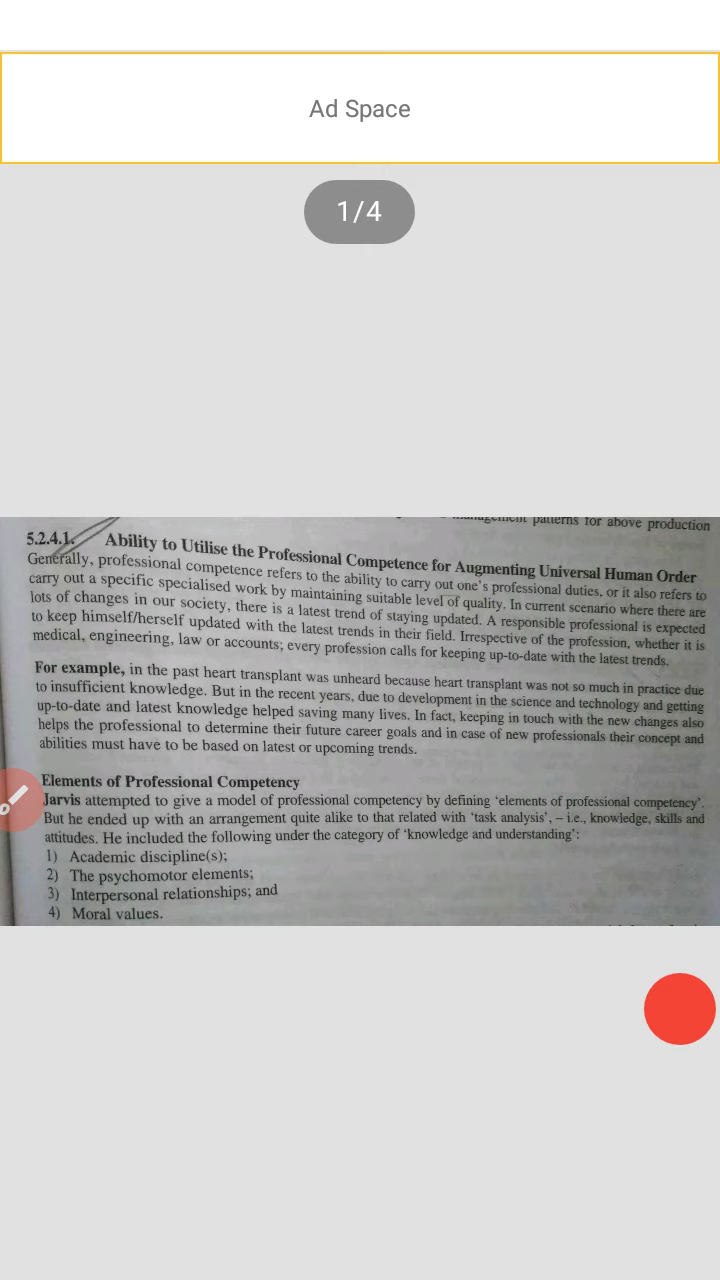 Ad Space
1/4
patterns for above production
5.2.4.1. Ability to Utilise the Professional Competence for Augmenting Universal Human Order
Generally, professional competence refers to the ability to carry out one's professional duties, or it also refers to
carry out a specific specialised work by maintaining suitable level of quality. In current scenario where there are
lots of changes in our society, there is a latest trend of staying updated. A responsible professional is expected
to keep himself/herself updated with the latest trends in their field. Irrespective of the profession, whether it is
medical, engineering, law or accounts; every profession calls for keeping up-to-date with the latest trends.
For example, in the past heart transplant was unheard because heart transplant was not so much in practice due
to insufficient knowledge. But in the recent years, due to development in the science and technology and getting
up-to-date and latest knowledge helped saving many lives. In fact, keeping in touch with the new changes also
helps the professional to determine their future career goals and in case of new professionals their concept and
abilities must have to be based on latest or upcoming trends.
Elements of Professional Competency
Jarvis attempted to give a model of professional competency by defining 'elements of professional competency'.
But he ended up with an arrangement quite alike to that related with 'task analysis', – i.e., knowledge, skills and
attitudes. He included the following under the category of 'knowledge and understanding':
1) Academic discipline(s);
2) The psychomotor elements;
3) Interpersonal relationships; and
4) Moral values.